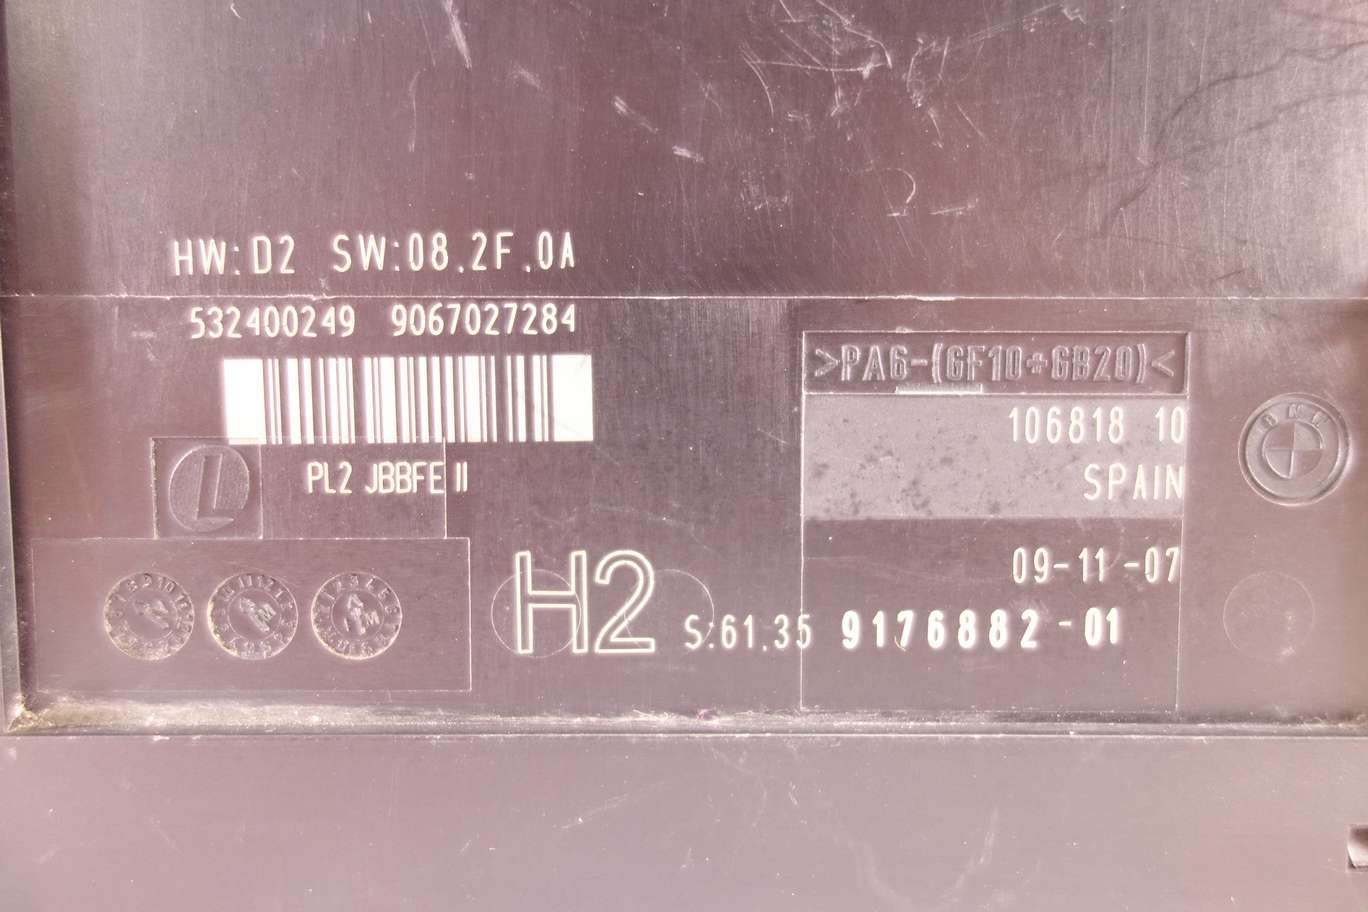 HW:D2 SW:08.2F.0A
532400249 9067027284
>PA6-(GF10+GB20)<
106818 10
BMW
L
PL2 JBBFE II
SPAIN
09-11-07
H2 S:61.35 9176882-01